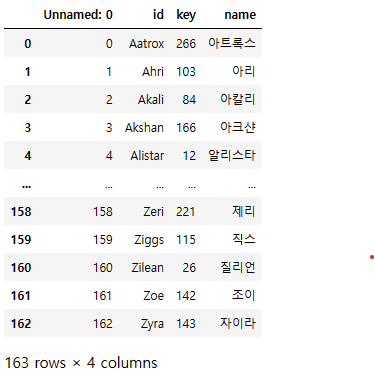 Unnamed: 0 id key name
0 0 Aatrox 266 아트록스
1 1 Ahri 103 아리
2 2 Akali 84 아칼리
3 3 Akshan 166 아크샨
4 4 Alistar 12 알리스타
... ... ... ... ...
158 158 Zeri 221 제리
159 159 Ziggs 115 직스
160 160 Zilean 26 질리언
161 161 Zoe 142 조이
162 162 Zyra 143 자이라
163 rows × 4 columns